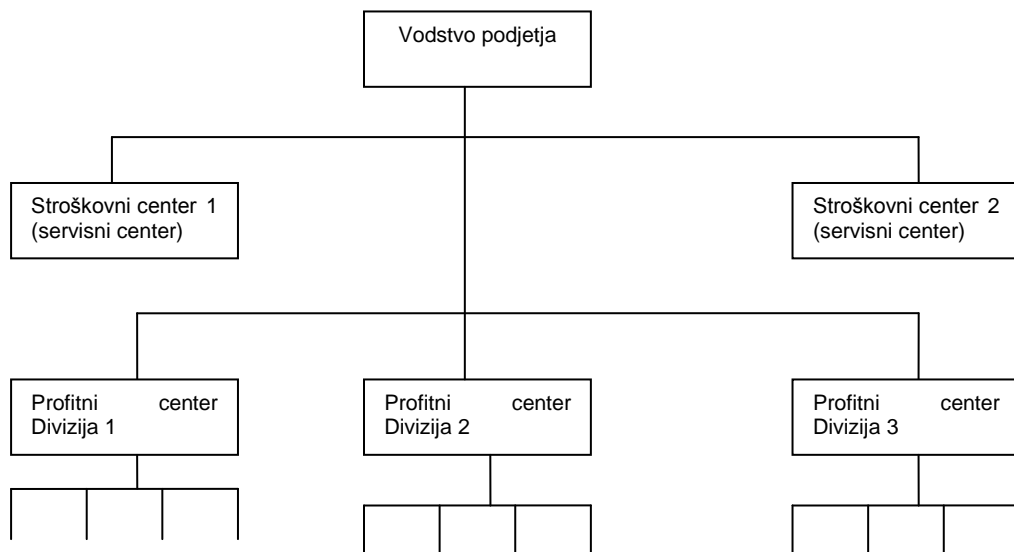 Vodstvo podjetja
Stroškovni center 1
(servisni center)
Stroškovni center 2
(servisni center)
Profitni center
Divizija 1
Profitni center
Divizija 2
Profitni center
Divizija 3